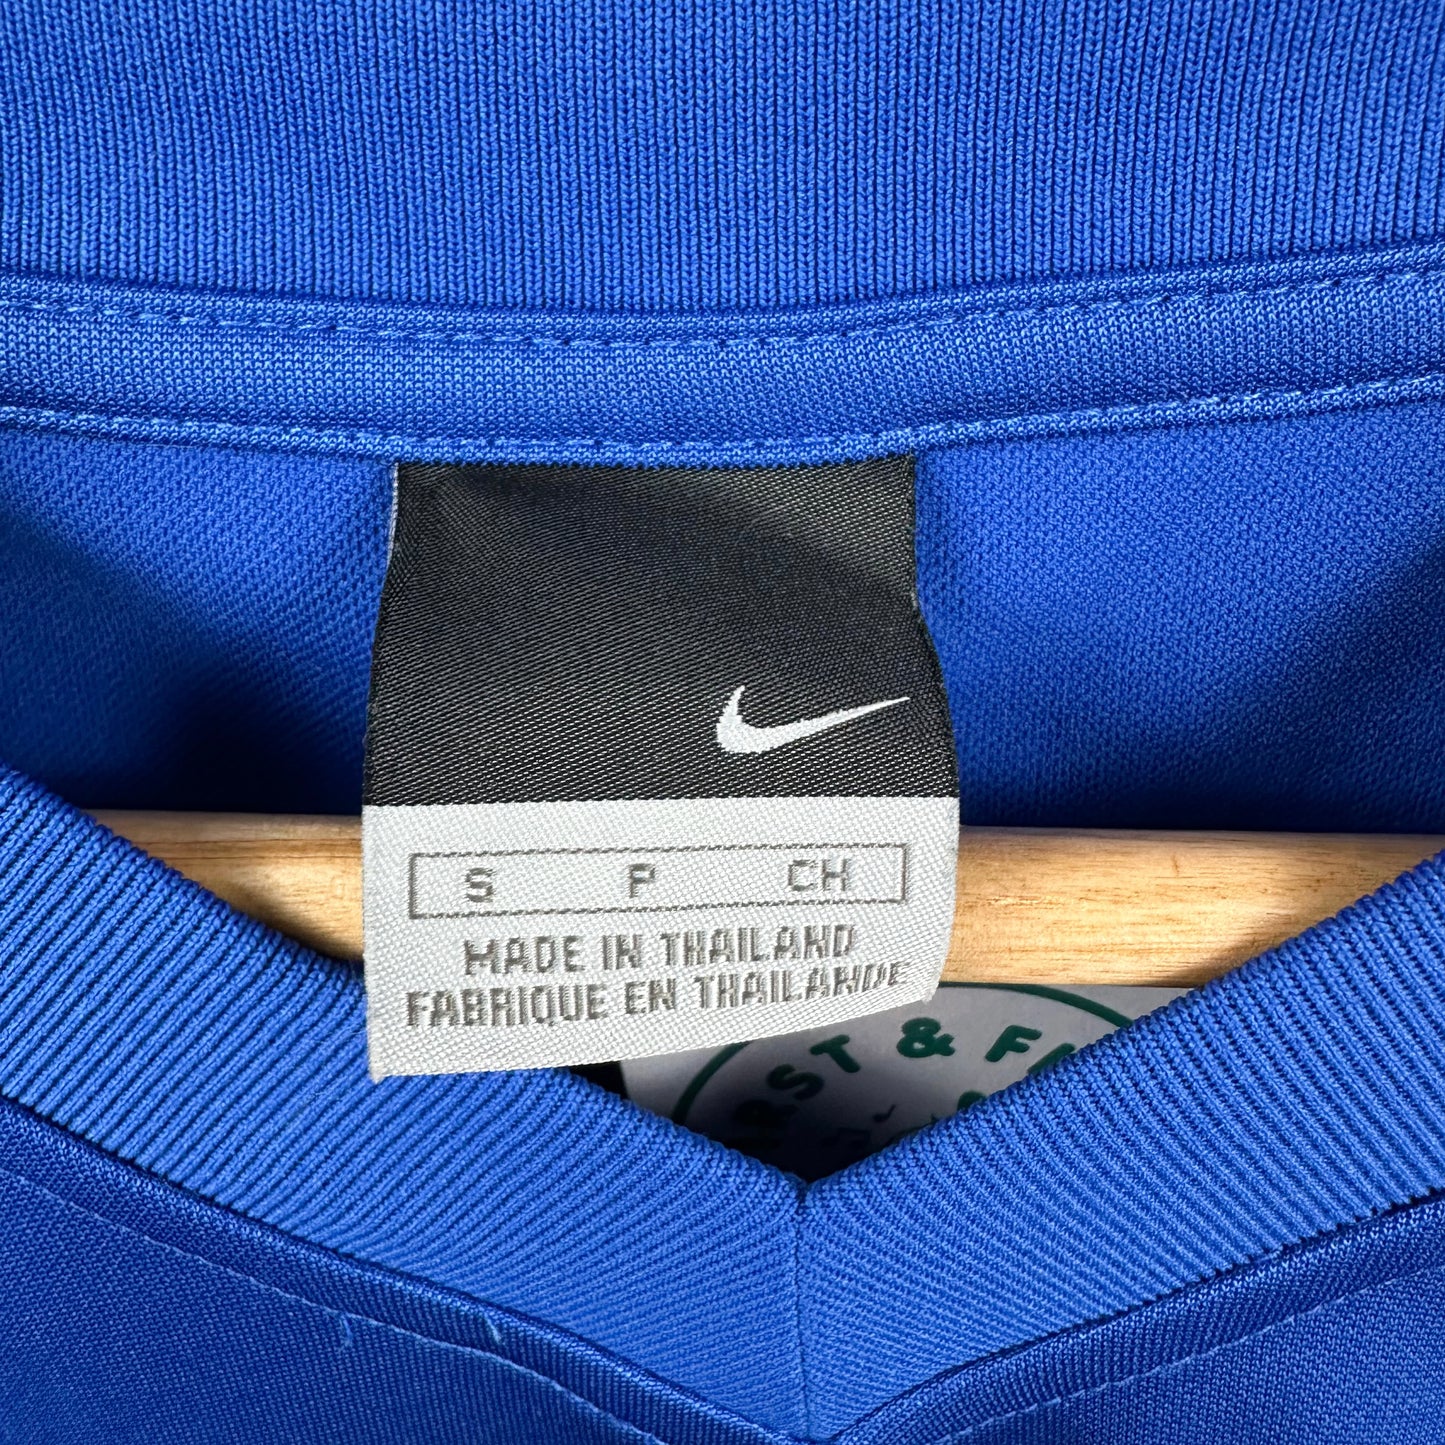 S P CH
MADE IN THAILAND
FABRIQUE EN THAILANDE